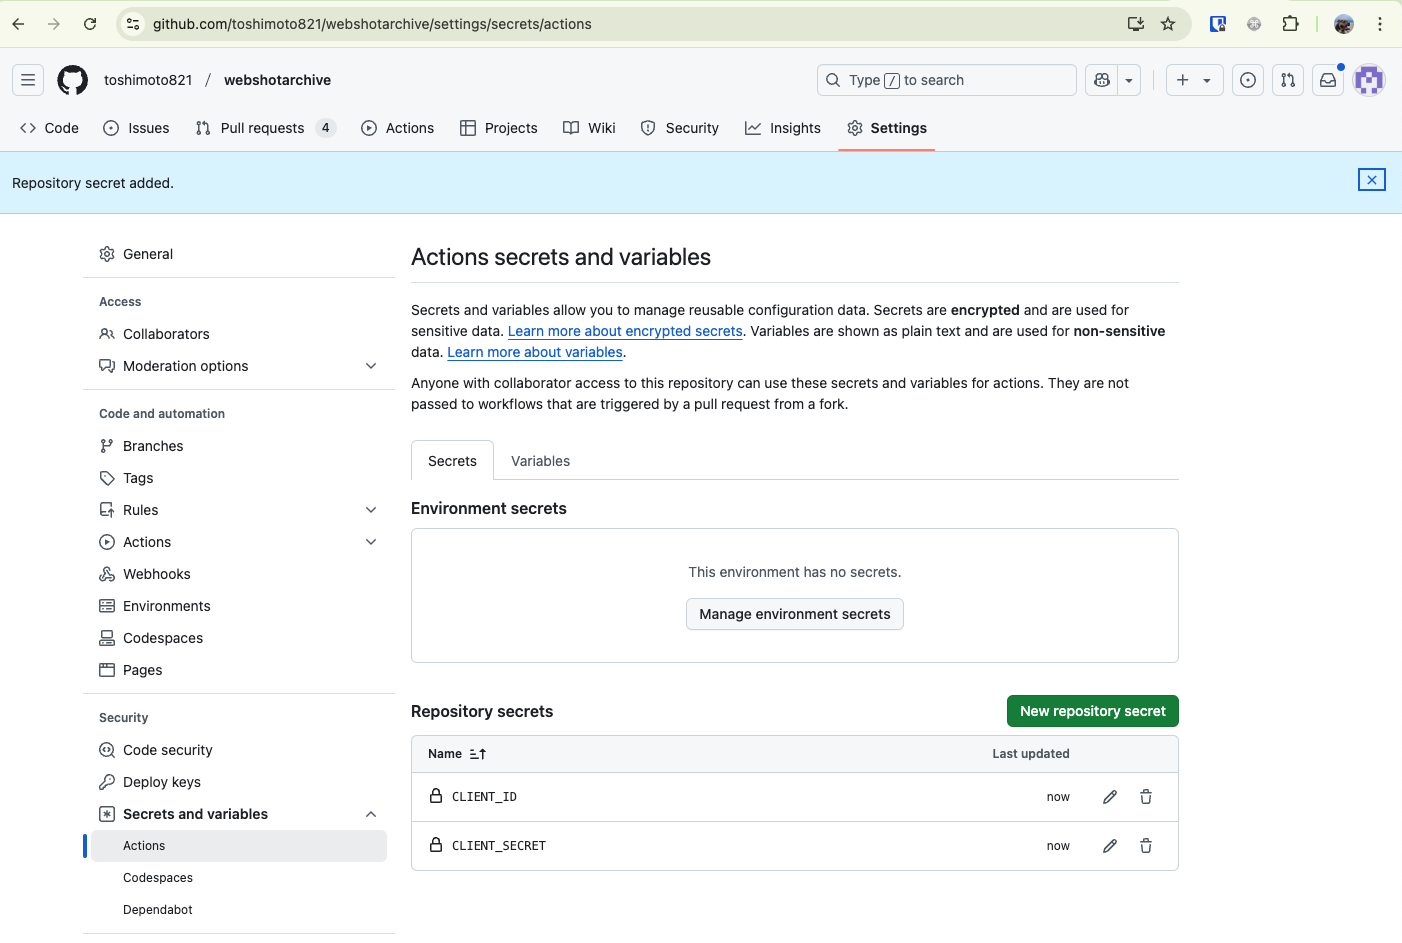 github.com/toshimoto821/webshotarchive/settings/secrets/actions
toshimoto821 / webshotarchive
Type / to search
Code
Issues
Pull requests 4
Actions
Projects
Wiki
Security
Insights
Settings
Repository secret added.
General
Access
Collaborators
Moderation options
Code and automation
Branches
Tags
Rules
Actions
Webhooks
Environments
Codespaces
Pages
Security
Code security
Deploy keys
Secrets and variables
Actions
Codespaces
Dependabot
Actions secrets and variables
Secrets and variables allow you to manage reusable configuration data. Secrets are encrypted and are used for
sensitive data. Learn more about encrypted secrets. Variables are shown as plain text and are used for non-sensitive
data. Learn more about variables.
Anyone with collaborator access to this repository can use these secrets and variables for actions. They are not
passed to workflows that are triggered by a pull request from a fork.
Secrets
Variables
Environment secrets
This environment has no secrets.
Manage environment secrets
Repository secrets
New repository secret
Name
Last updated
CLIENT_ID
now
CLIENT_SECRET
now